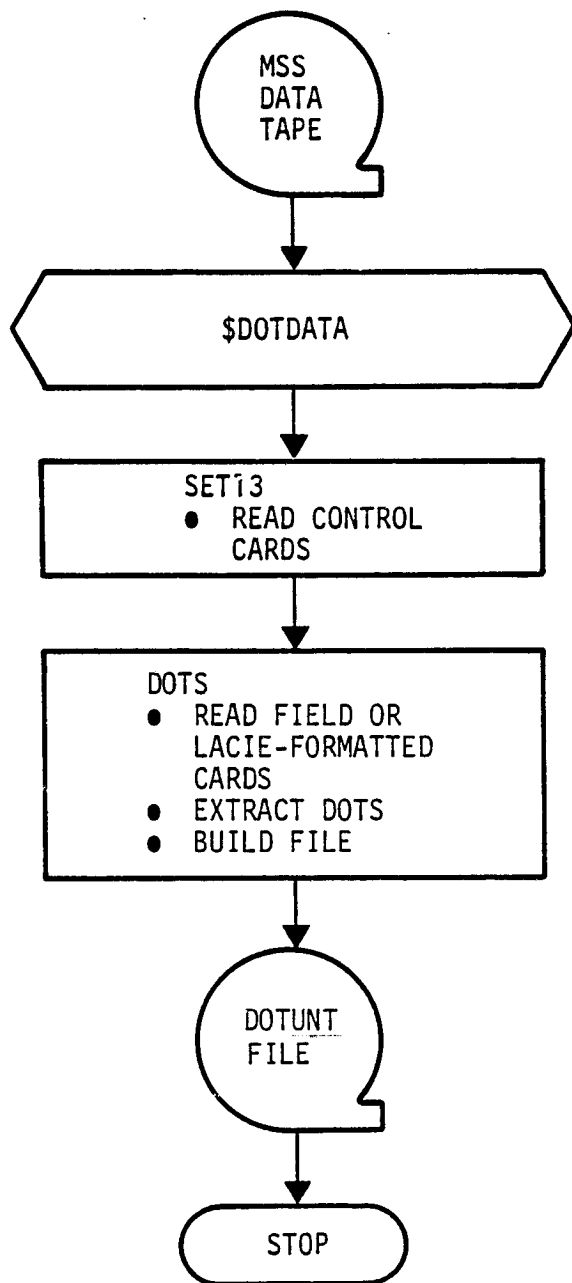 MSS
DATA
TAPE
$DOTDATA
SET13
● READ CONTROL
CARDS
DOTS
● READ FIELD OR
LACIE-FORMATTED
CARDS
● EXTRACT DOTS
● BUILD FILE
DOTUNT
FILE
STOP